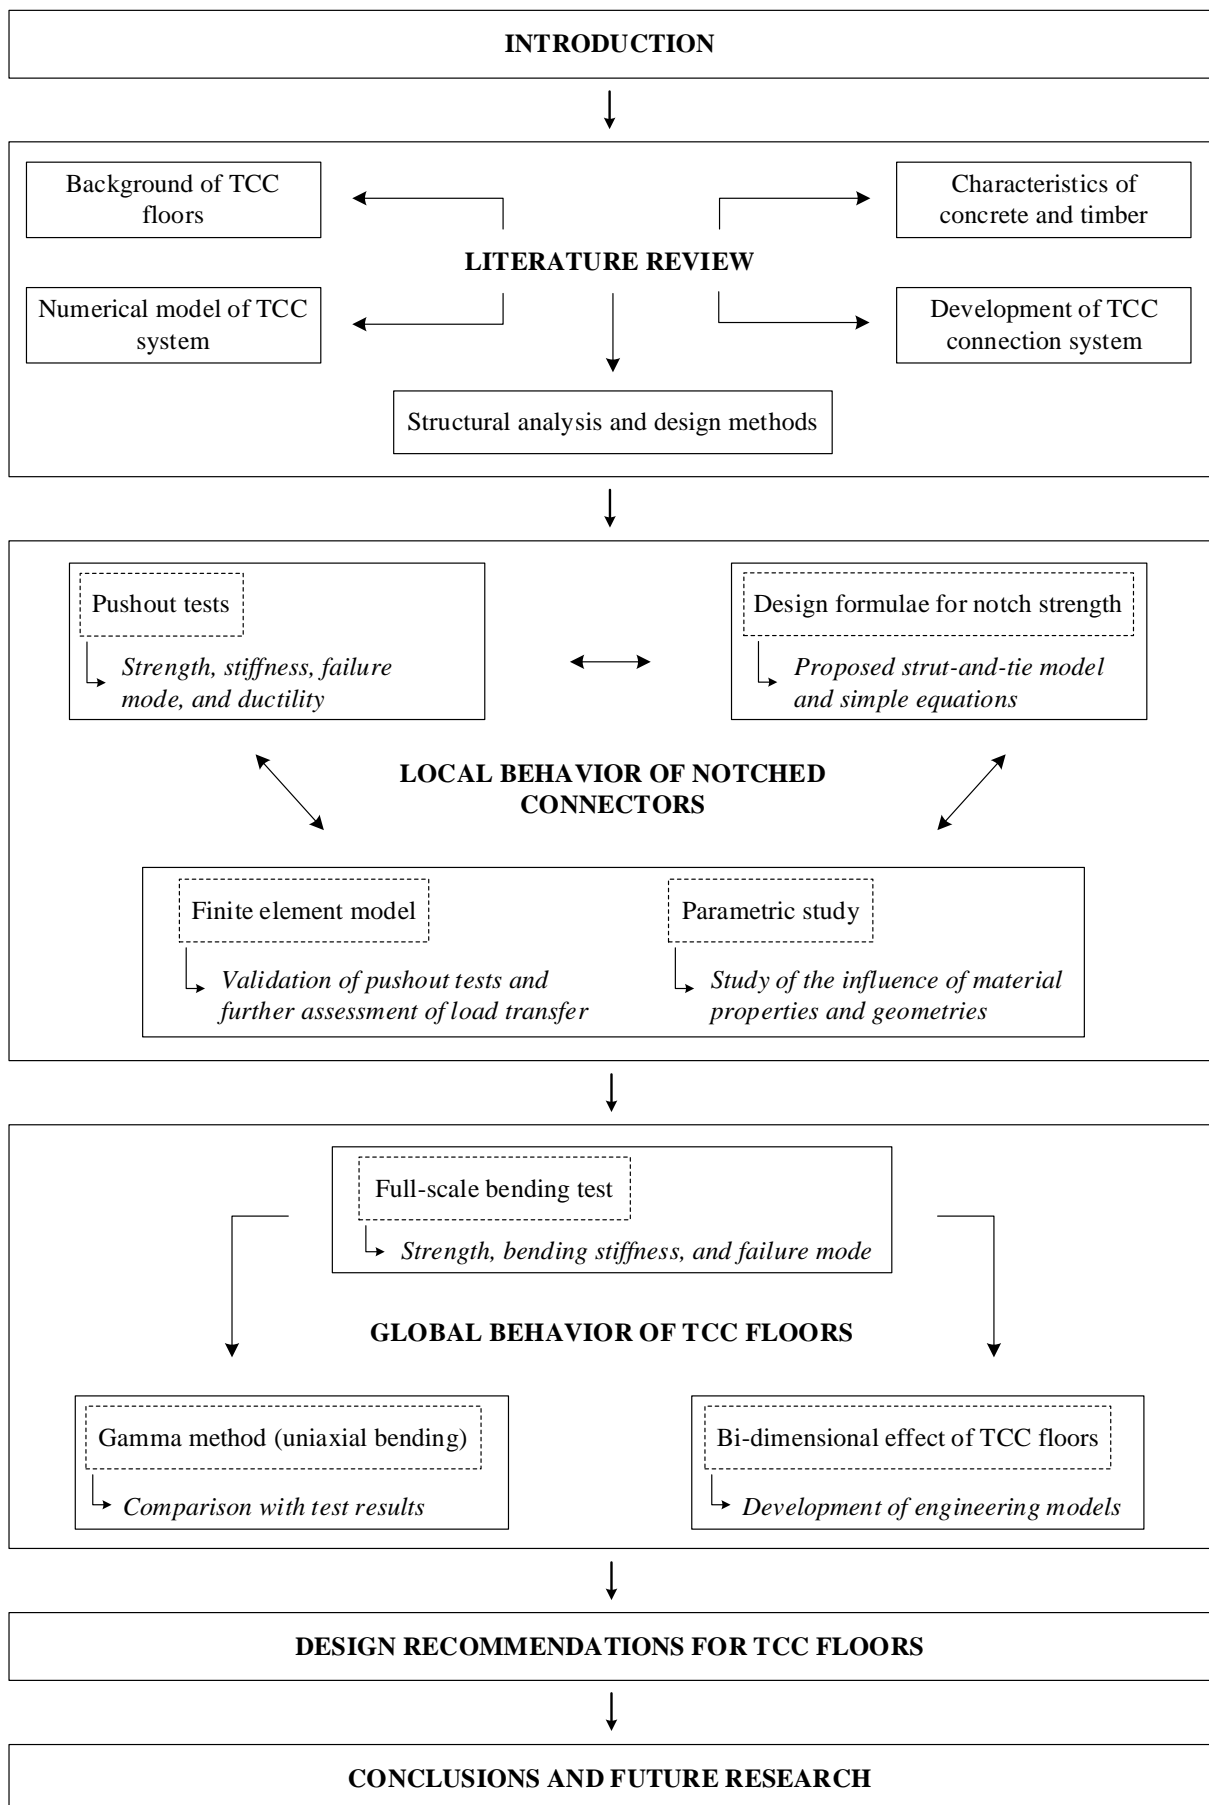 INTRODUCTION
Background of TCC
floors
Characteristics of
concrete and timber
LITERATURE REVIEW
Numerical model of TCC
system
Development of TCC
connection system
Structural analysis and design methods
Pushout tests
Strength, stiffness, failure
mode, and ductility
Design formulae for notch strength
Proposed strut-and-tie model
and simple equations
LOCAL BEHAVIOR OF NOTCHED
CONNECTORS
Finite element model
Validation of pushout tests and
further assessment of load transfer
Parametric study
Study of the influence of material
properties and geometries
Full-scale bending test
Strength, bending stiffness, and failure mode
GLOBAL BEHAVIOR OF TCC FLOORS
Gamma method (uniaxial bending)
Comparison with test results
Bi-dimensional effect of TCC floors
Development of engineering models
DESIGN RECOMMENDATIONS FOR TCC FLOORS
CONCLUSIONS AND FUTURE RESEARCH